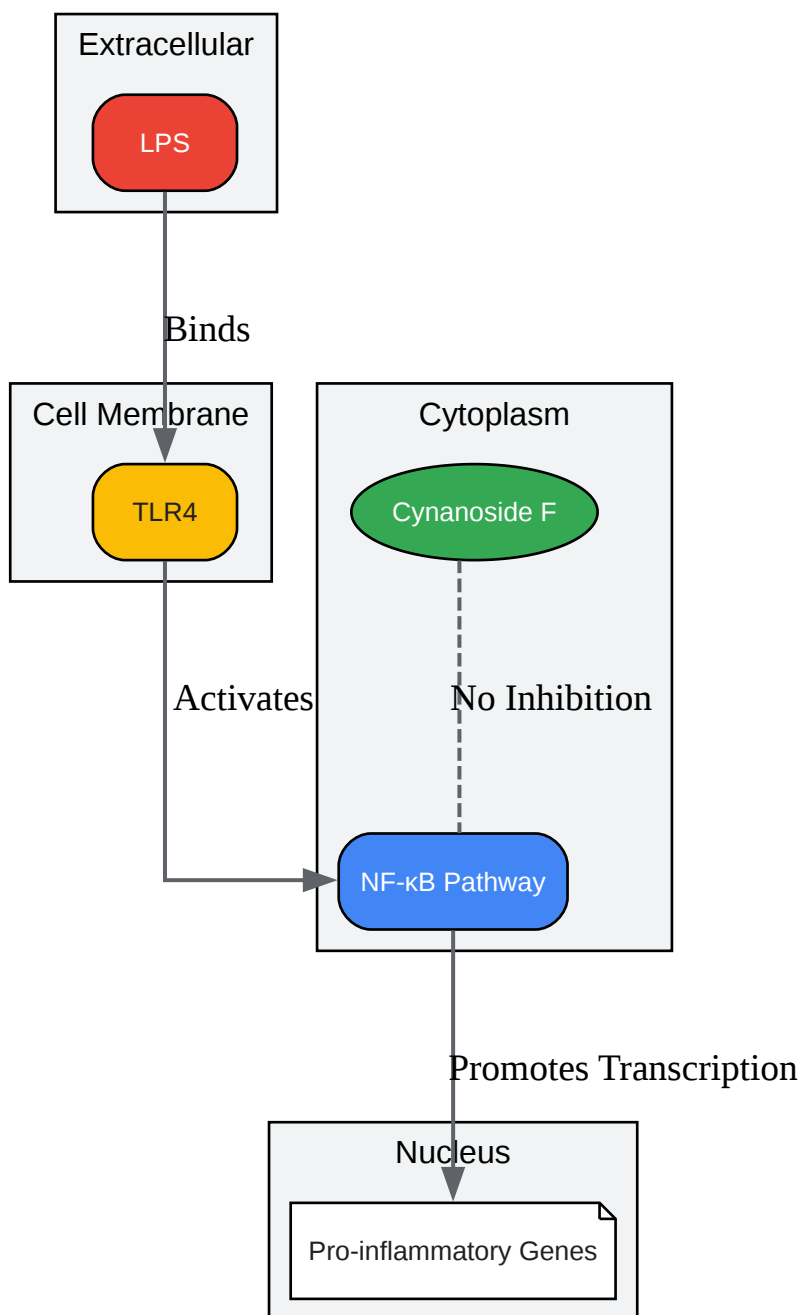 Extracellular
LPS
Binds
Cell Membrane
TLR4
Cytoplasm
Cynanoside F
Activates
No Inhibition
NF-κB Pathway
Promotes Transcription
Nucleus
Pro-inflammatory Genes